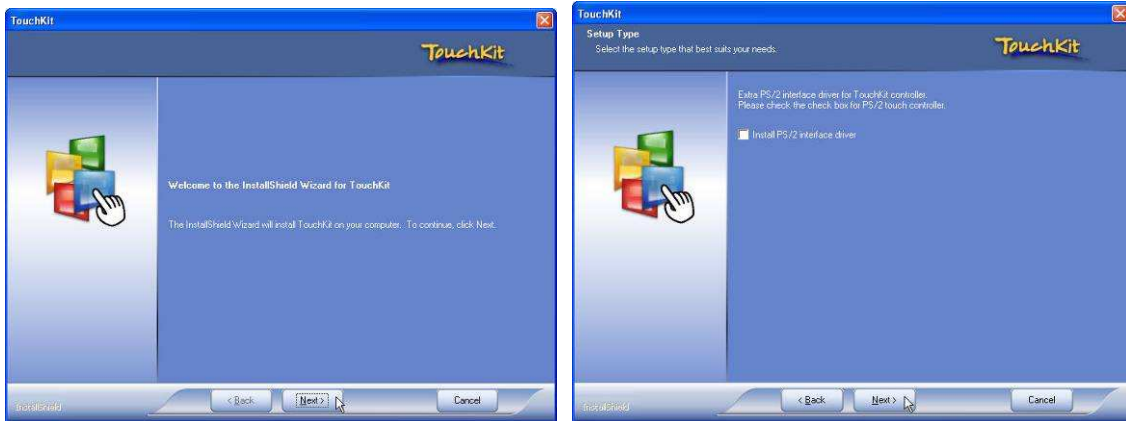 TouchKit
TouchKit
Welcome to the InstallShield Wizard for TouchKit
The InstallShield Wizard will install TouchKit on your computer. To continue, click Next.
InstallShield
< Back
Next >
Cancel
TouchKit
Setup Type
Select the setup type that best suits your needs.
TouchKit
Extra PS/2 interface driver for TouchKit controller.
Please check the check box for PS/2 touch controller.
Install PS/2 interface driver
InstallShield
< Back
Next >
Cancel